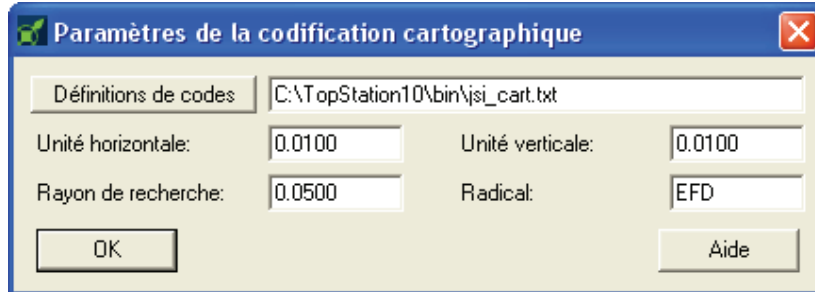 Paramètres de la codification cartographique
Définitions de codes C:\TopStation10\bin\jsi_cart.txt
Unité horizontale: 0.0100 Unité verticale: 0.0100
Rayon de recherche: 0.0500 Radical: EFD
OK Aide